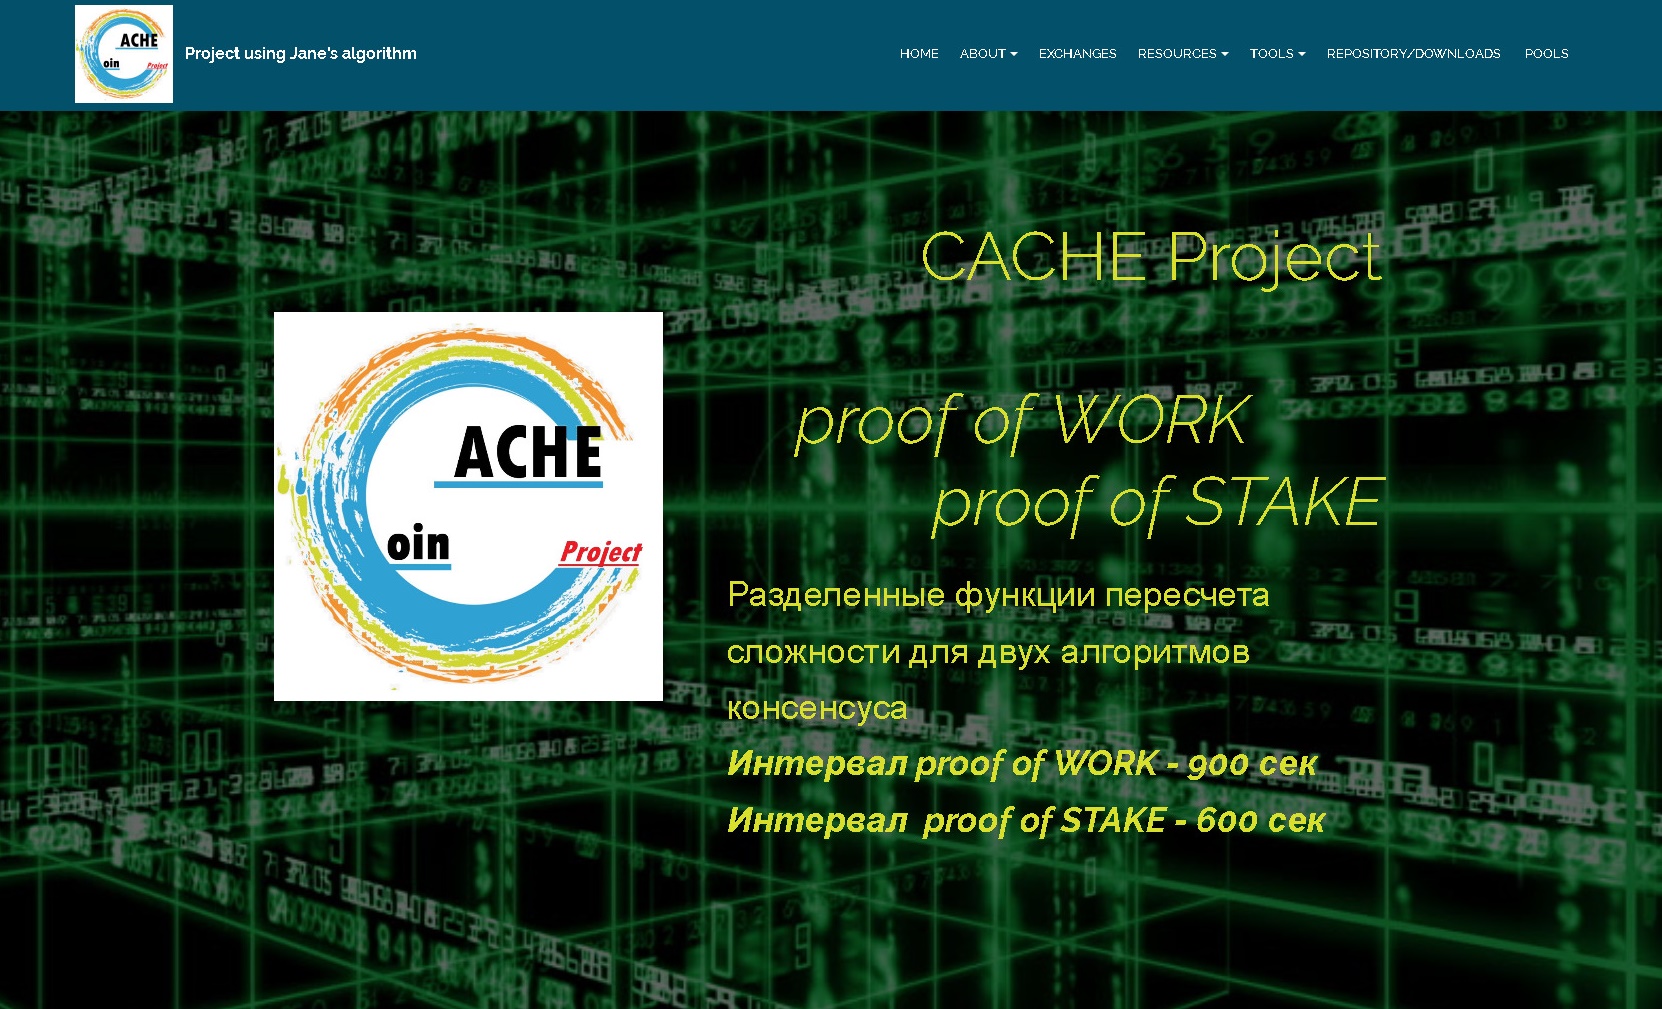 ACHE
oin
Project
Project using Jane's algorithm
HOME ABOUT EXCHANGES RESOURCES TOOLS REPOSITORY/DOWNLOADS POOLS
CACHE Project
ACHE
oin
Project
proof of WORK
proof of STAKE
Разделенные функции пересчета
сложности для двух алгоритмов
консенсуса
Интервал proof of WORK - 900 сек
Интервал proof of STAKE - 600 сек